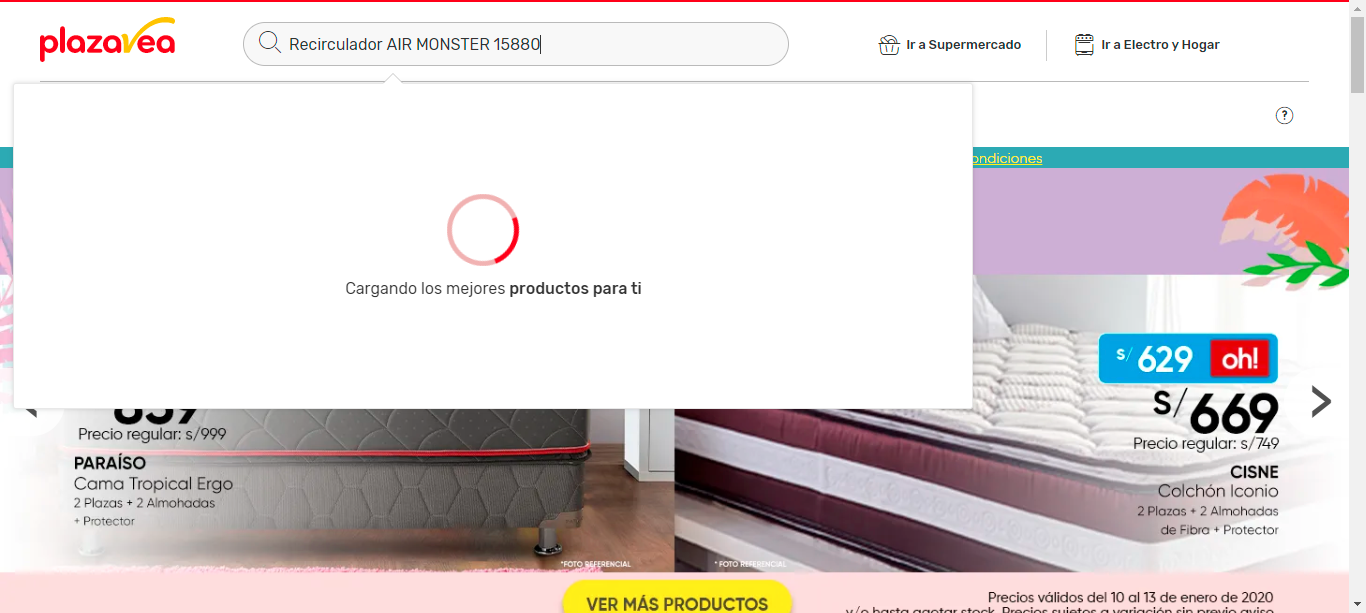 plazavea
Recirculador AIR MONSTER 15880
Ir a Supermercado
Ir a Electro y Hogar
?
ondiciones
Cargando los mejores productos para ti
S/ 629 oh!
S/ 669
Precio regular: s/749
CISNE
Colchón Iconio
2 Plazas + 2 Almohadas
de Fibra + Protector
Precio regular: s/999
PARAÍSO
Cama Tropical Ergo
2 Plazas + 2 Almohadas
+ Protector
*FOTO REFERENCIAL
* FOTO REFERENCIAL
VER MÁS PRODUCTOS
Precios válidos del 10 al 13 de enero de 2020
y/o hasta agotar stock. Precios sujetos a variación sin previo aviso